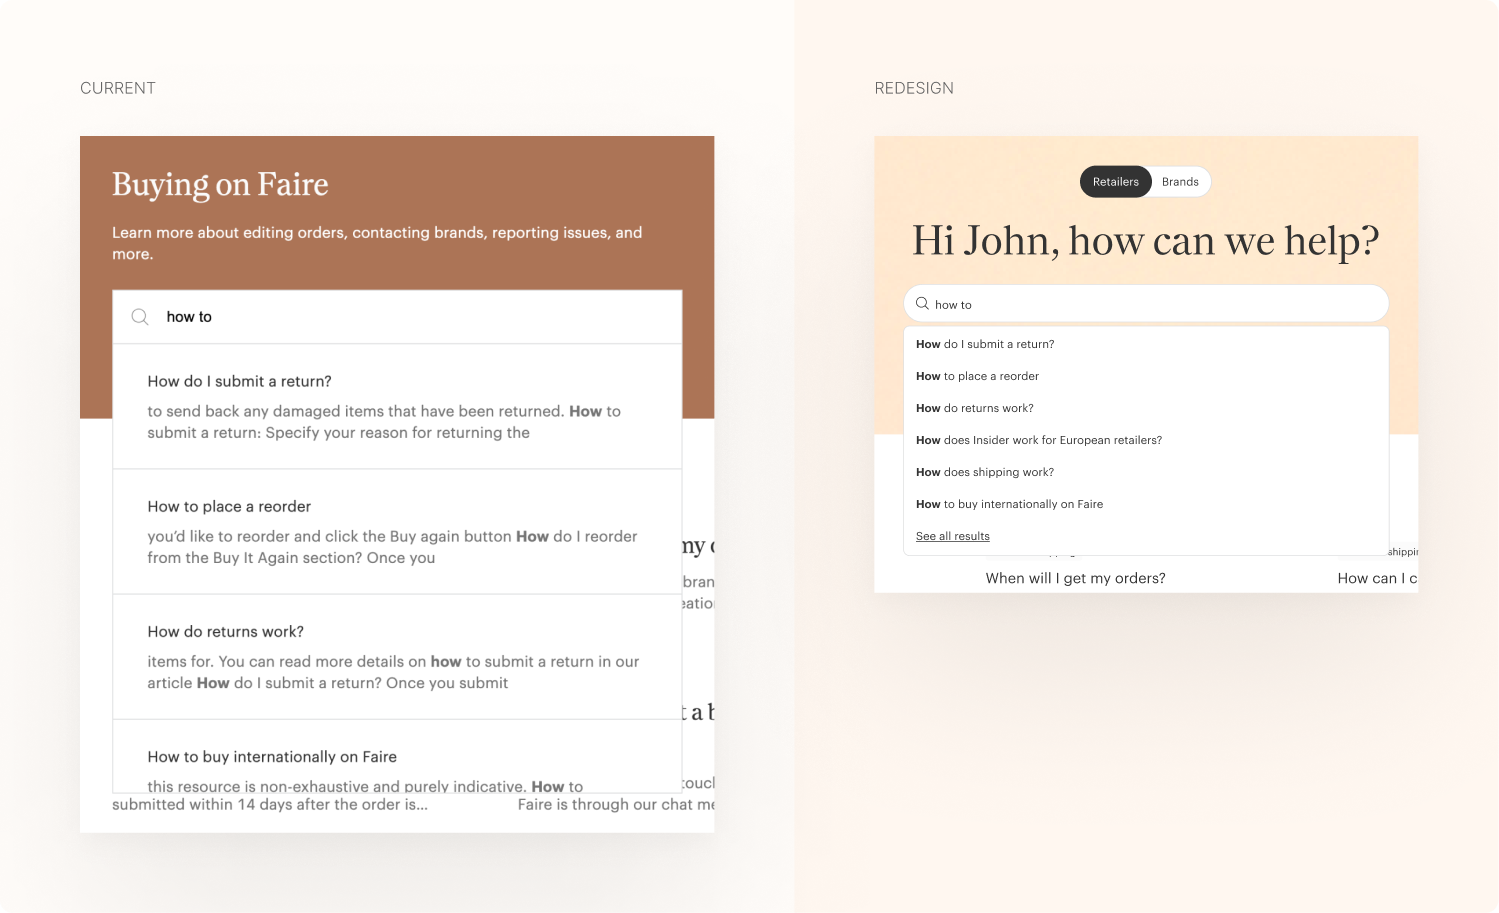 CURRENT
Buying on Faire
Learn more about editing orders, contacting brands, reporting issues, and
more.
how to
How do I submit a return?
to send back any damaged items that have been returned. How to
submit a return: Specify your reason for returning the
How to place a reorder
you'd like to reorder and click the Buy again button How do I reorder
from the Buy It Again section? Once you
How do returns work?
items for. You can read more details on how to submit a return in our
article How do I submit a return? Once you submit
How to buy internationally on Faire
this resource is non-exhaustive and purely indicative. How to
my
bran
t a b
touch
submitted within 14 days after the order is...
Faire is through our chat me
REDESIGN
Retailers
Brands
Hi John, how can we help?
how to
How do I submit a return?
How to place a reorder
How do returns work?
How does Insider work for European retailers?
How does shipping work?
How to buy internationally on Faire
See all results
shippin
When will I get my orders?
How can I c